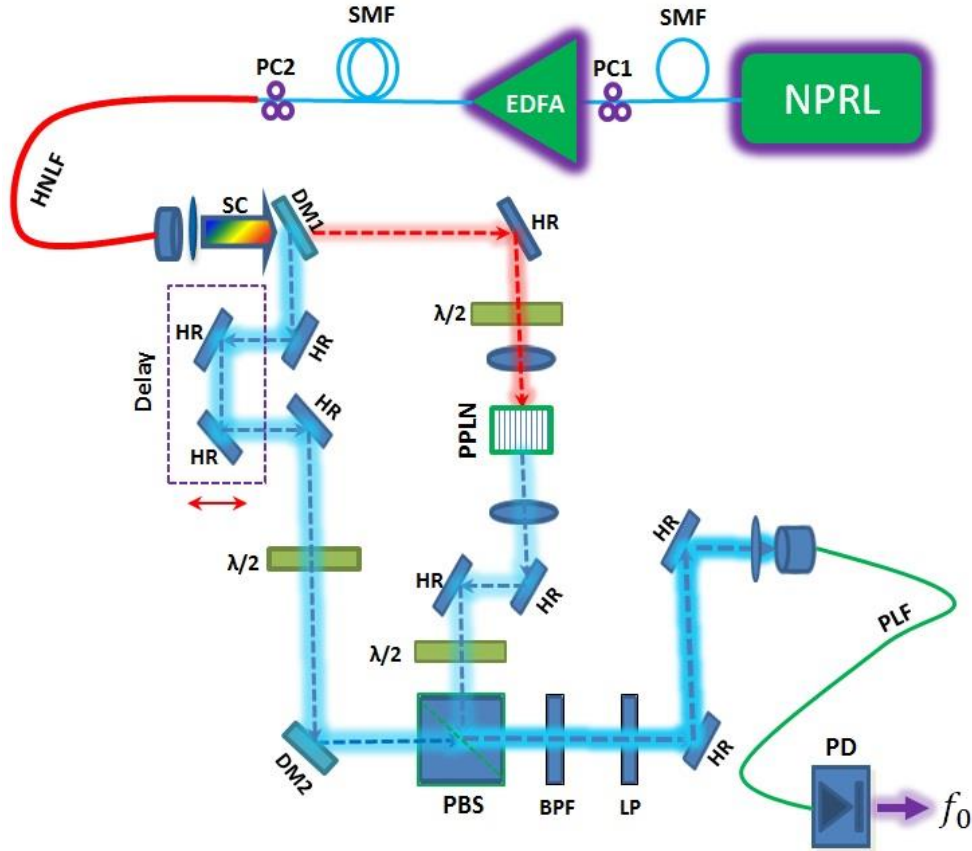 SMF
SMF
PC2
PC1
EDFA
NPRL
HNLF
SC
DM1
HR
λ/2
HR
HR
Delay
HR
HR
PPLN
λ/2
HR
HR
HR
λ/2
PLF
DM2
PBS
BPF
LP
HR
PD
f0